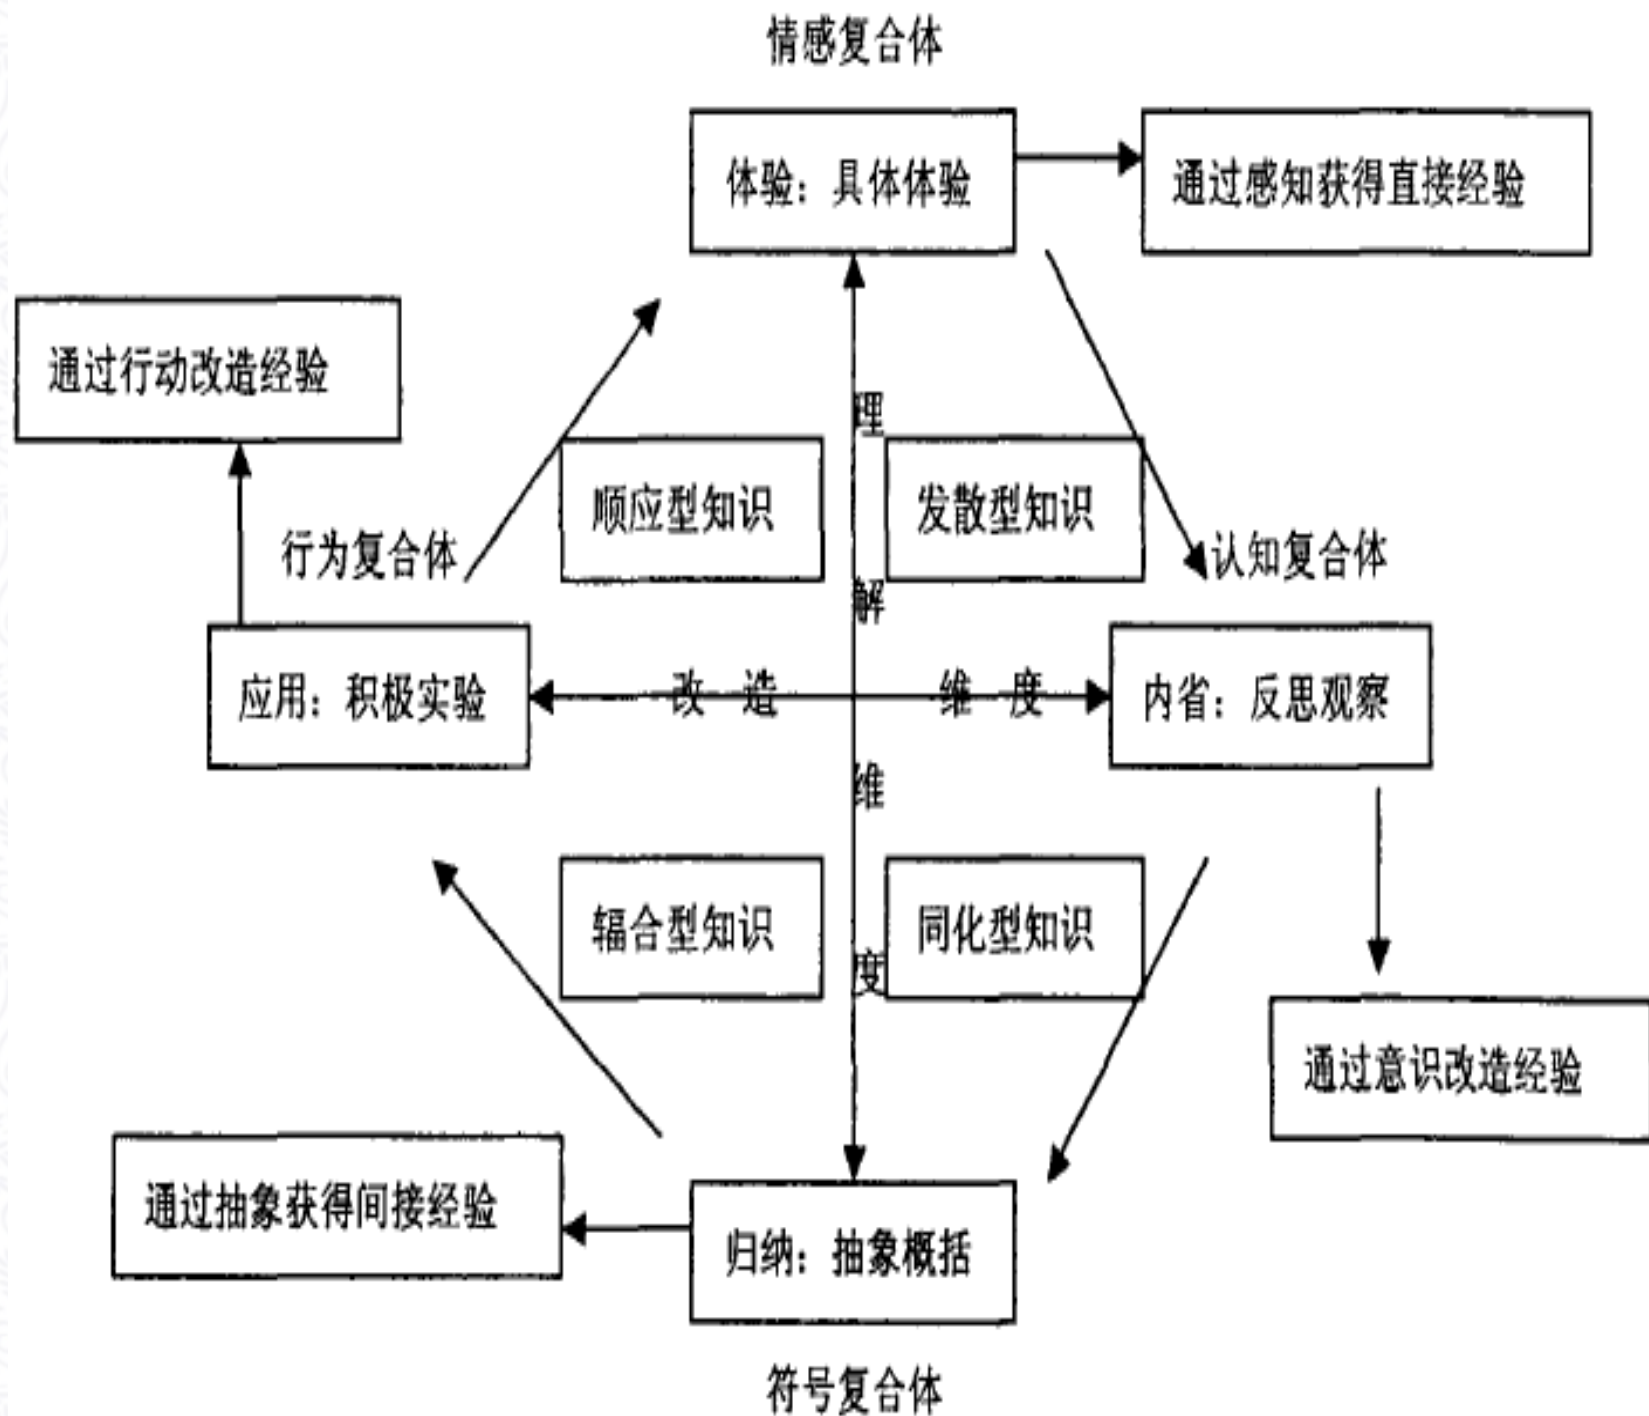 情感复合体
体验：具体体验
通过感知获得直接经验
通过行动改造经验
理解维度
顺应型知识
发散型知识
行为复合体
认知复合体
应用：积极实验
改造维度
内省：反思观察
辐合型知识
同化型知识
通过意识改造经验
通过抽象获得间接经验
归纳：抽象概括
符号复合体